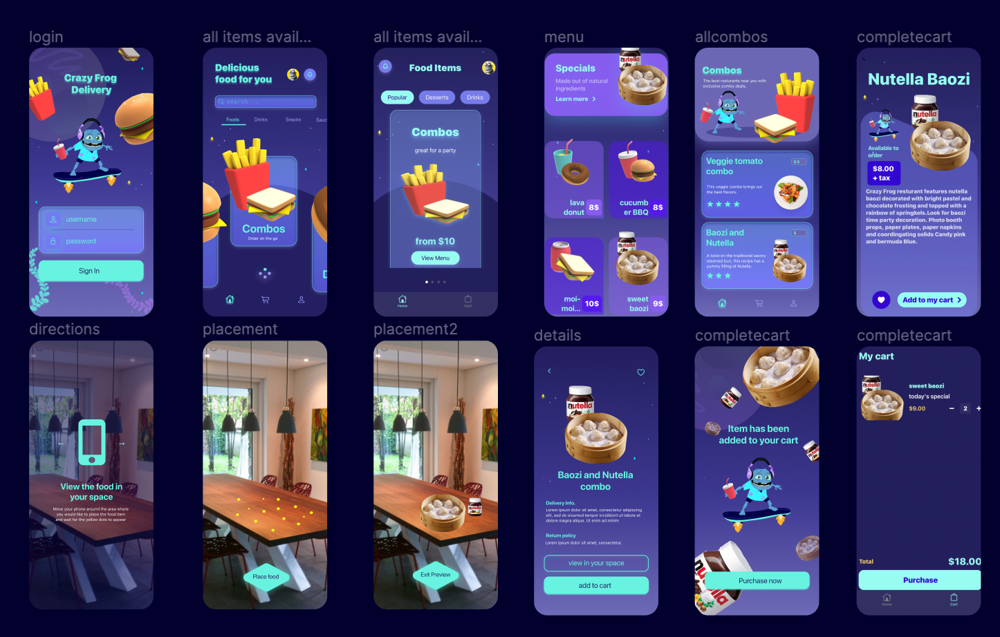 login
Crazy Frog
Delivery
username
password
Sign In
all items avail...
Delicious
food for you
search...
Foods
Drinks
Snacks
Sauc
Combos
Order on the go
D
all items avail...
Food Items
Popular
Desserts
Drinks
Combos
great for a party
from $10
View Menu
Home
Cart
menu
Specials
Made out of natural
ingredients
Learn more
nutella
lava
donut
8$
cucumb
er BBQ
8$
nutella
moi-
moi...
10$
sweet
baozi
9$
allcombos
Combos
The best resturants near you with
exclusive combo deals.
Veggie tomato
combo
$$
This veggie combo brings out
the best flavors.
Baozi and
Nutella
$
A twist on the traditional savory
steamed bun, this recipe has a
yummy filling of Nutella.
nutella
completecart
Nutella Baozi
nutella
Available to
order
$8.00
+ tax
Crazy Frog resturant features nutella
baozi decorated with bright pastel and
chocolate frosting and topped with a
rainbow of springkels.Look for baozi
time party decoration. Photo booth
props, paper plates, paper napkins
and coordingating solids Candy pink
and bermuda Blue.
Add to my cart
directions
View the food in
your space
Move your phone around the area where
you would like to place the food item
and wait for the yellow dots to appear
placement
Place food
placement2
nutella
Exit Preview
details
nutella
Baozi and Nutella
combo
Delivery Info.
Lorem ipsum dolor sit amet, consectetur adipiscing
elit, sed do eiusmod tempor incididunt ut labore et
dolore magna aliqua. Ut enim ad minim
Return policy
Lorem ipsum dolor sit amet, consectetur.
view in your space
add to cart
completecart
nutella
Item has been
added to your cart
nutella
nutella
Purchase now
completecart
My cart
nutella
sweet baozi
today's special
$9.00
− 2 +
Total
$18.00
Purchase
Home
Cart